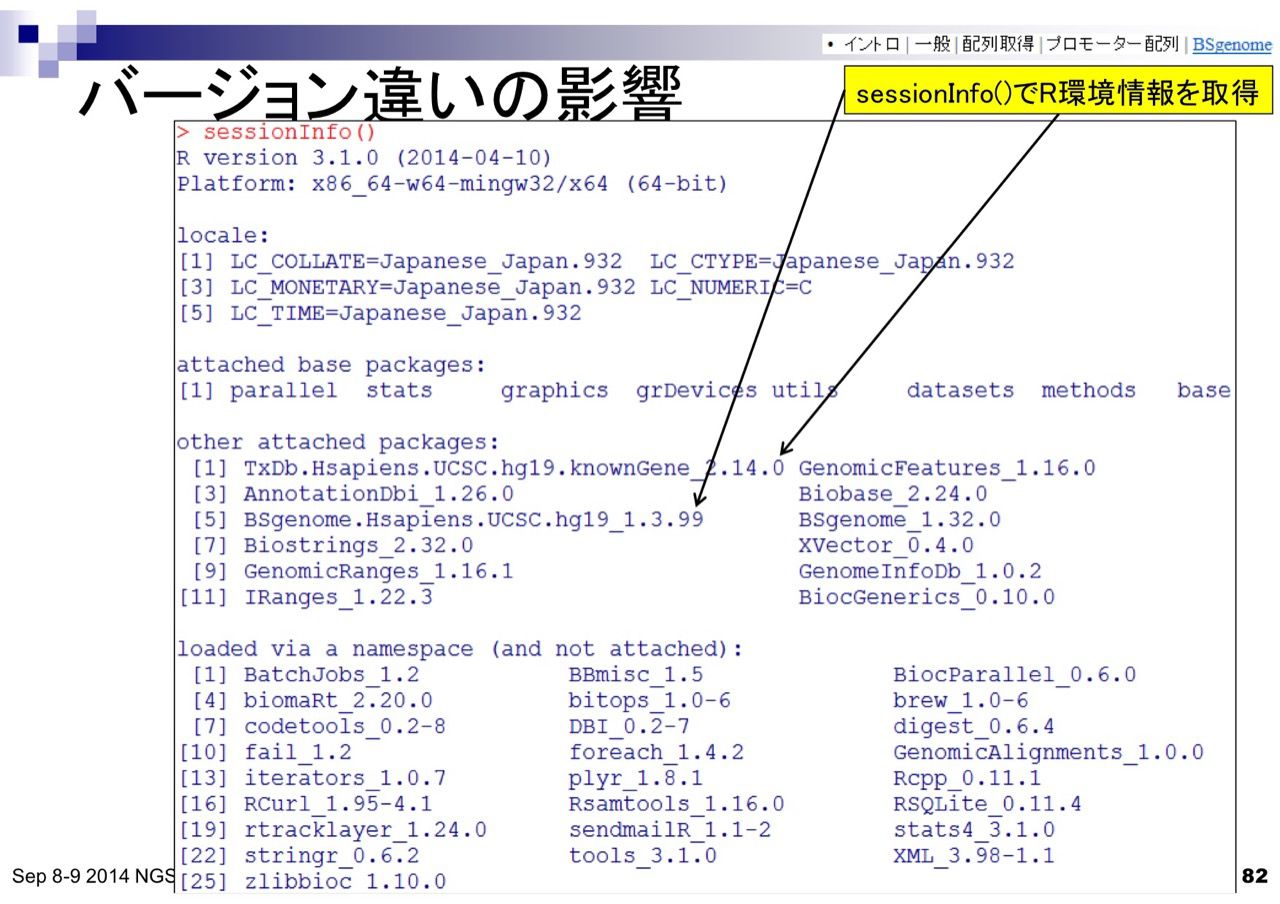 • イントロ | 一般 | 配列取得 | プロモーター配列 | BSgenome
バージョン違いの影響
sessionInfo()でR環境情報を取得
> sessionInfo()
R version 3.1.0 (2014-04-10)
Platform: x86_64-w64-mingw32/x64 (64-bit)
locale:
[1] LC_COLLATE=Japanese_Japan.932  LC_CTYPE=Japanese_Japan.932
[3] LC_MONETARY=Japanese_Japan.932 LC_NUMERIC=C
[5] LC_TIME=Japanese_Japan.932
attached base packages:
[1] parallel  stats     graphics  grDevices utils     datasets  methods   base
other attached packages:
[1] TxDb.Hsapiens.UCSC.hg19.knownGene_2.14.0 GenomicFeatures_1.16.0
[3] AnnotationDbi_1.26.0                     Biobase_2.24.0
[5] BSgenome.Hsapiens.UCSC.hg19_1.3.99       BSgenome_1.32.0
[7] Biostrings_2.32.0                        XVector_0.4.0
[9] GenomicRanges_1.16.1                     GenomeInfoDb_1.0.2
[11] IRanges_1.22.3                           BiocGenerics_0.10.0
loaded via a namespace (and not attached):
[1] BatchJobs_1.2           BBmisc_1.5              BiocParallel_0.6.0
[4] biomaRt_2.20.0          bitops_1.0-6            brew_1.0-6
[7] codetools_0.2-8         DBI_0.2-7               digest_0.6.4
[10] fail_1.2                foreach_1.4.2           GenomicAlignments_1.0.0
[13] iterators_1.0.7         plyr_1.8.1              Rcpp_0.11.1
[16] RCurl_1.95-4.1          Rsamtools_1.16.0        RSQLite_0.11.4
[19] rtracklayer_1.24.0      sendmailR_1.1-2         stats4_3.1.0
[22] stringr_0.6.2           tools_3.1.0             XML_3.98-1.1
[25] zlibbioc_1.10.0
Sep 8-9 2014 NGS
82